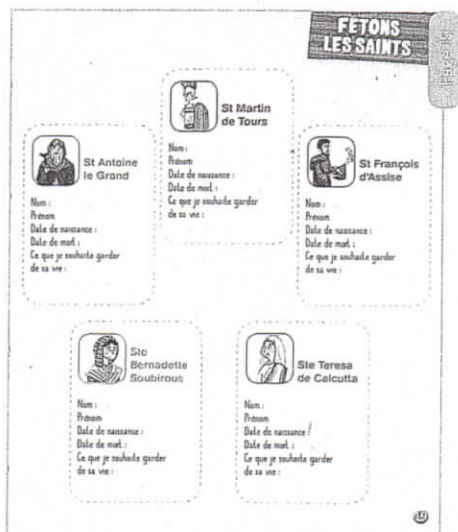 FÊTONS
LES SAINTS
St Martin
de Tours
Nom :
Prénom
Date de naissance :
Date de mort :
Ce que je souhaite garder
de sa vie :
St Antoine
le Grand
Nom :
Prénom
Date de naissance :
Date de mort :
Ce que je souhaite garder
de sa vie :
St François
d'Assise
Nom :
Prénom
Date de naissance :
Date de mort :
Ce que je souhaite garder
de sa vie :
Ste
Bernadette
Soubirous
Nom :
Prénom
Date de naissance :
Date de mort :
Ce que je souhaite garder
de sa vie :
Ste Teresa
de Calcutta
Nom :
Prénom
Date de naissance :
Date de mort :
Ce que je souhaite garder
de sa vie :